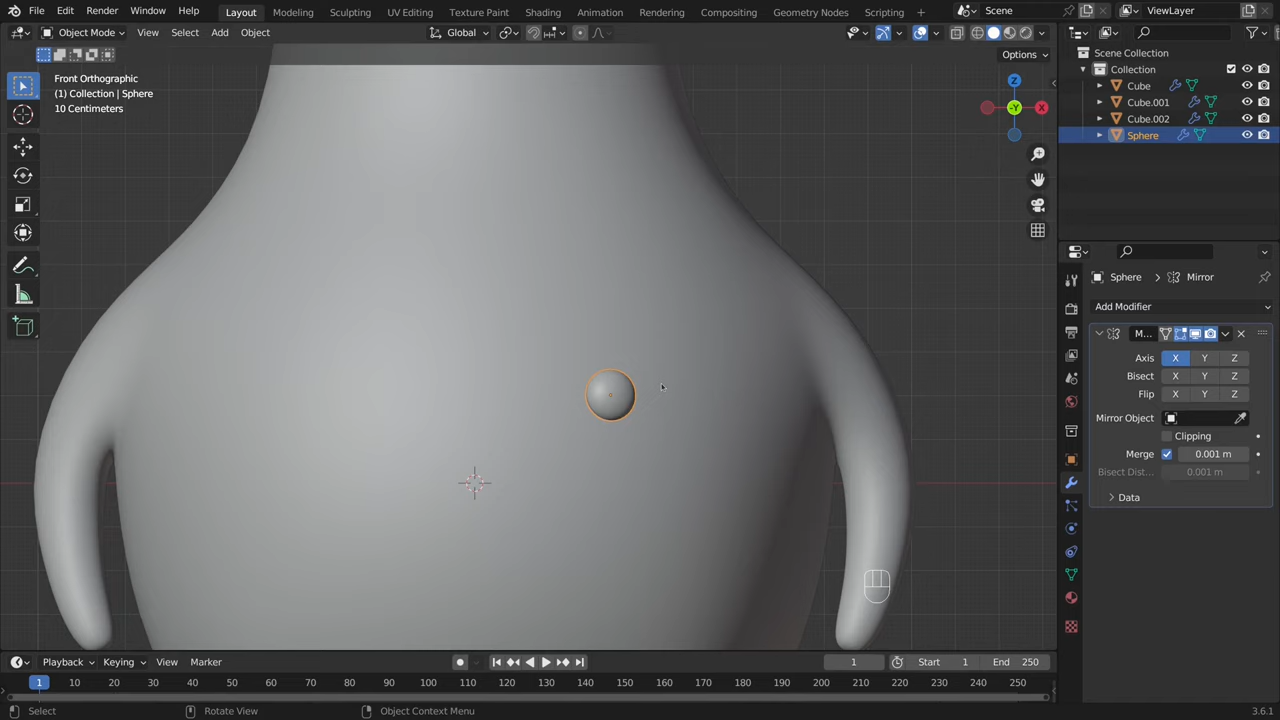 File Edit Render Window Help Layout Modeling Sculpting UV Editing Texture Paint Shading Animation Rendering Compositing Geometry Nodes Scripting Scene ViewLayer
Object Mode View Select Add Object Global
Options
Front Orthographic
(1) Collection | Sphere
10 Centimeters
Z
X
-Y
Scene Collection
Collection
Cube
Cube.001
Cube.002
Sphere
Sphere > Mirror
Add Modifier
M...
Axis X Y Z
Bisect X Y Z
Flip X Y Z
Mirror Object
Clipping
Merge 0.001 m
Bisect Dist... 0.001 m
Data
Playback Keying View Marker 1 Start 1 End 250
1 10 20 30 40 50 60 70 80 90 100 110 120 130 140 150 160 170 180 190 200 210 220 230 240 250
Select Rotate View Object Context Menu 3.6.1